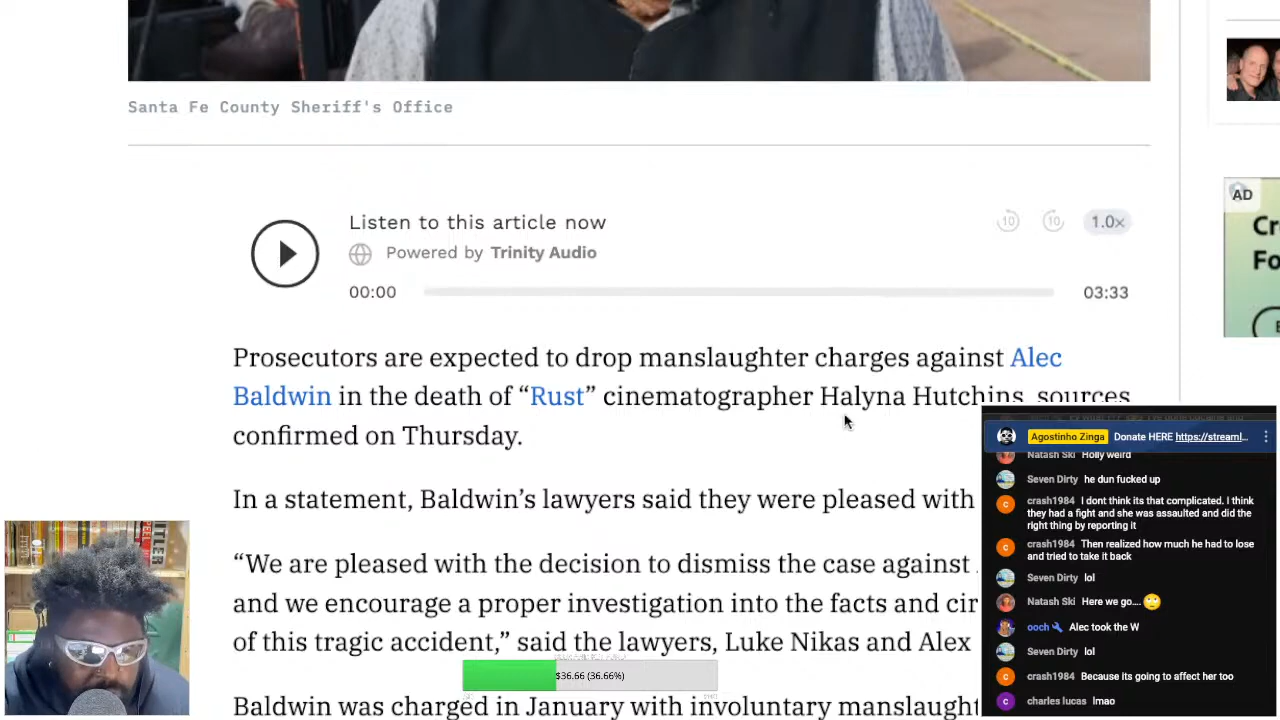 Santa Fe County Sheriff's Office
AD
Listen to this article now
10
10
1.0x
Powered by Trinity Audio
00:00
03:33
Prosecutors are expected to drop manslaughter charges against Alec
Baldwin in the death of “Rust” cinematographer Halyna Hutchins, sources
confirmed on Thursday.
In a statement, Baldwin’s lawyers said they were pleased with
“We are pleased with the decision to dismiss the case against
and we encourage a proper investigation into the facts and cir
of this tragic accident,” said the lawyers, Luke Nikas and Alex
$36.66 (36.66%)
Baldwin was charged in January with involuntary manslaught
Agostinho Zinga Donate HERE https://streaml...
Natash Ski Holly weird
Seven Dirty he dun fucked up
crash1984 I dont think its that complicated. I think
they had a fight and she was assaulted and did the
right thing by reporting it
crash1984 Then realized how much he had to lose
and tried to take it back
Seven Dirty lol
Natash Ski Here we go....
ooch Alec took the W
Seven Dirty lol
crash1984 Because its going to affect her too
charles lucas lmao